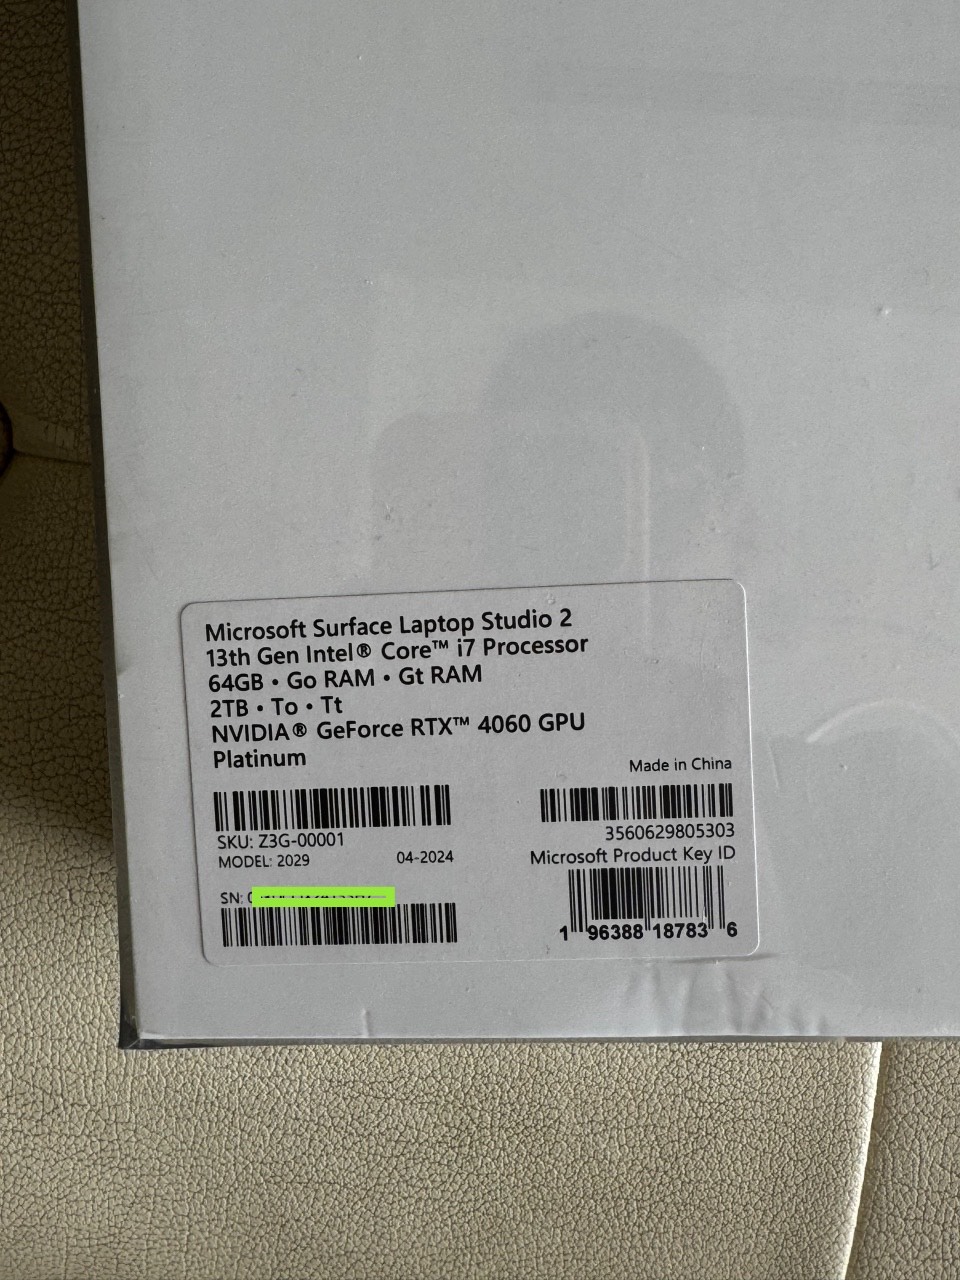 Microsoft Surface Laptop Studio 2
13th Gen Intel® Core™ i7 Processor
64GB • Go RAM • Gt RAM
2TB • To • Tt
NVIDIA® GeForce RTX™ 4060 GPU
Platinum
Made in China
SKU: Z3G-00001
MODEL: 2029 04-2024
3560629805303
Microsoft Product Key ID
SN:
1 96388 18783 6